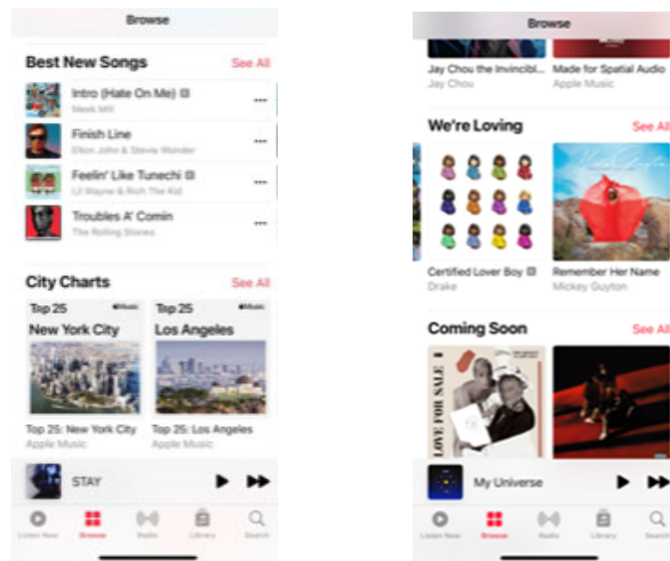 Browse
Best New Songs
See All
Intro (Hate On Me) E
Meek Mill
Finish Line
Elton John & Stevie Wonder
Feelin' Like Tunechi E
Lil Wayne & Rich The Kid
Troubles A' Comin
The Rolling Stones
City Charts
See All
Top 25
Music
New York City
Top 25
Music
Los Angeles
Top 25: New York City
Apple Music
Top 25: Los Angeles
Apple Music
STAY
Listen Now
Browse
Radio
Library
Search
Browse
Jay Chou the Invincibl...
Jay Chou
Made for Spatial Audio
Apple Music
We're Loving
See All
Certified Lover Boy E
Drake
Remember Her Name
Mickey Guyton
Coming Soon
See All
LOVE FOR SALE
My Universe
Listen Now
Browse
Radio
Library
Search